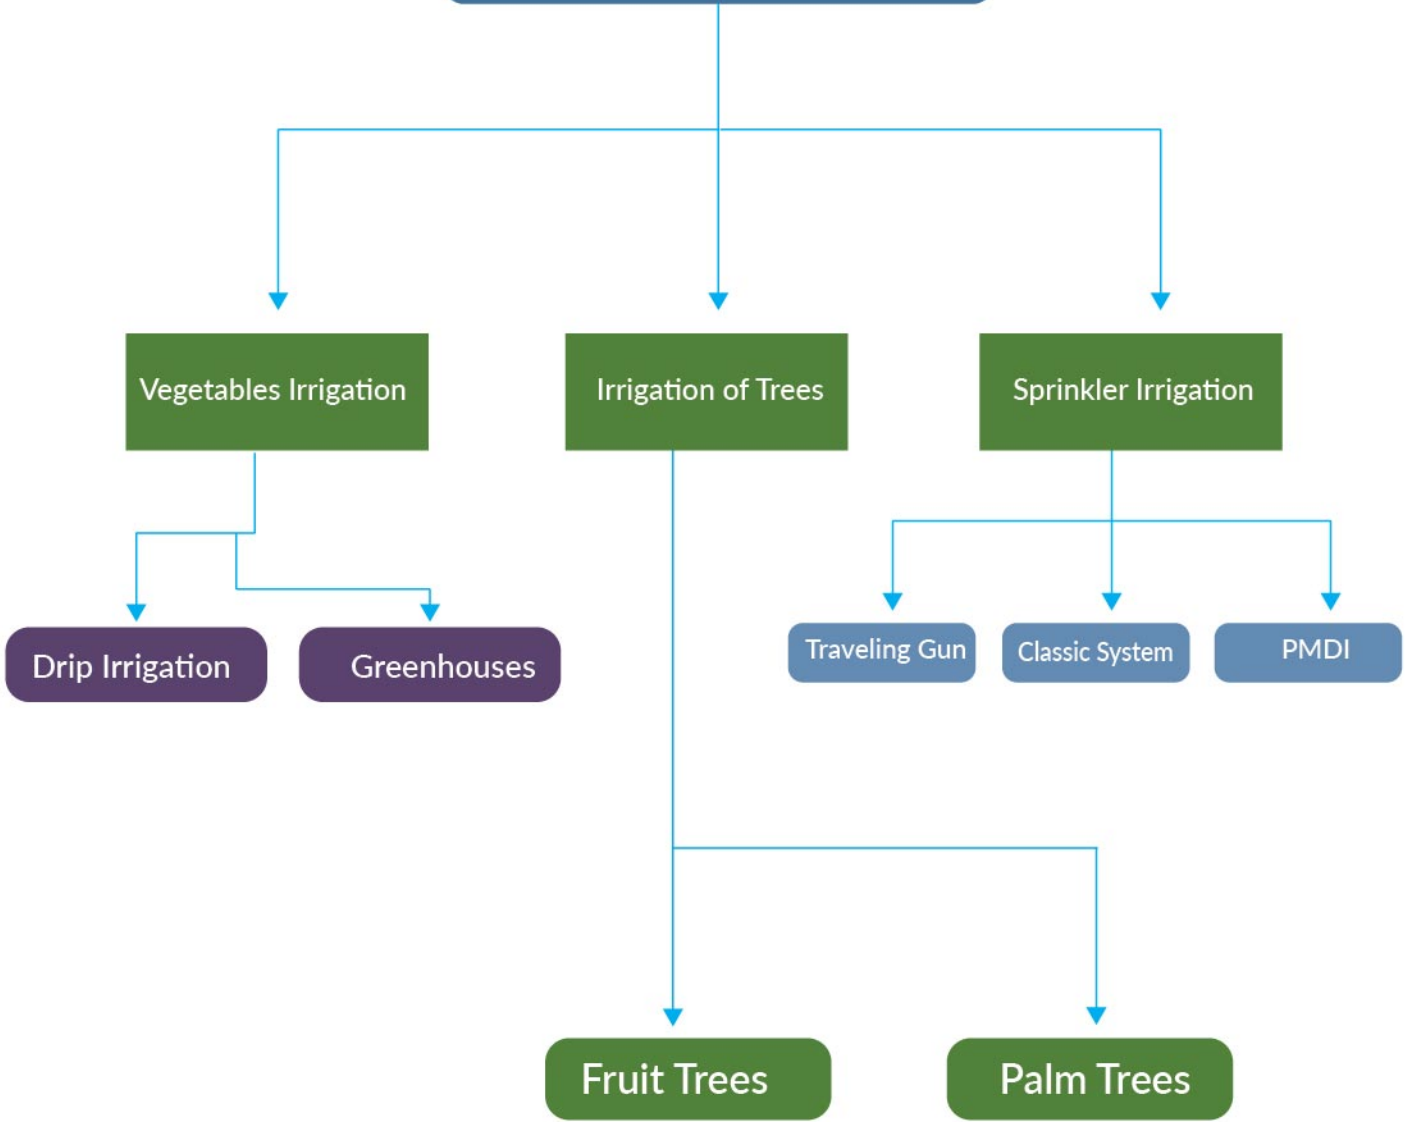 Vegetables Irrigation
Irrigation of Trees
Sprinkler Irrigation
Drip Irrigation
Greenhouses
Traveling Gun
Classic System
PMDI
Fruit Trees
Palm Trees